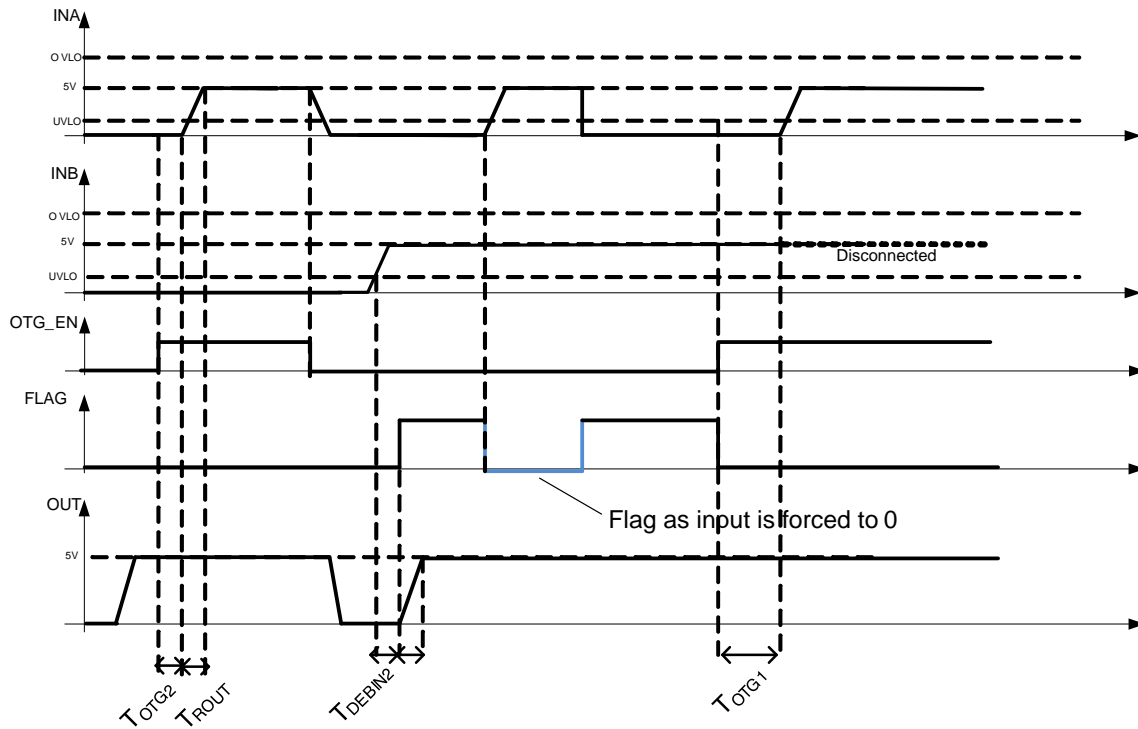 INA
O VLO
5V
UVLO
INB
O VLO
5V
Disconnected
UVLO
OTG_EN
FLAG
Flag as input is forced to 0
OUT
5V
TOTG2
TROUT
TDEBIN2
TOTG1